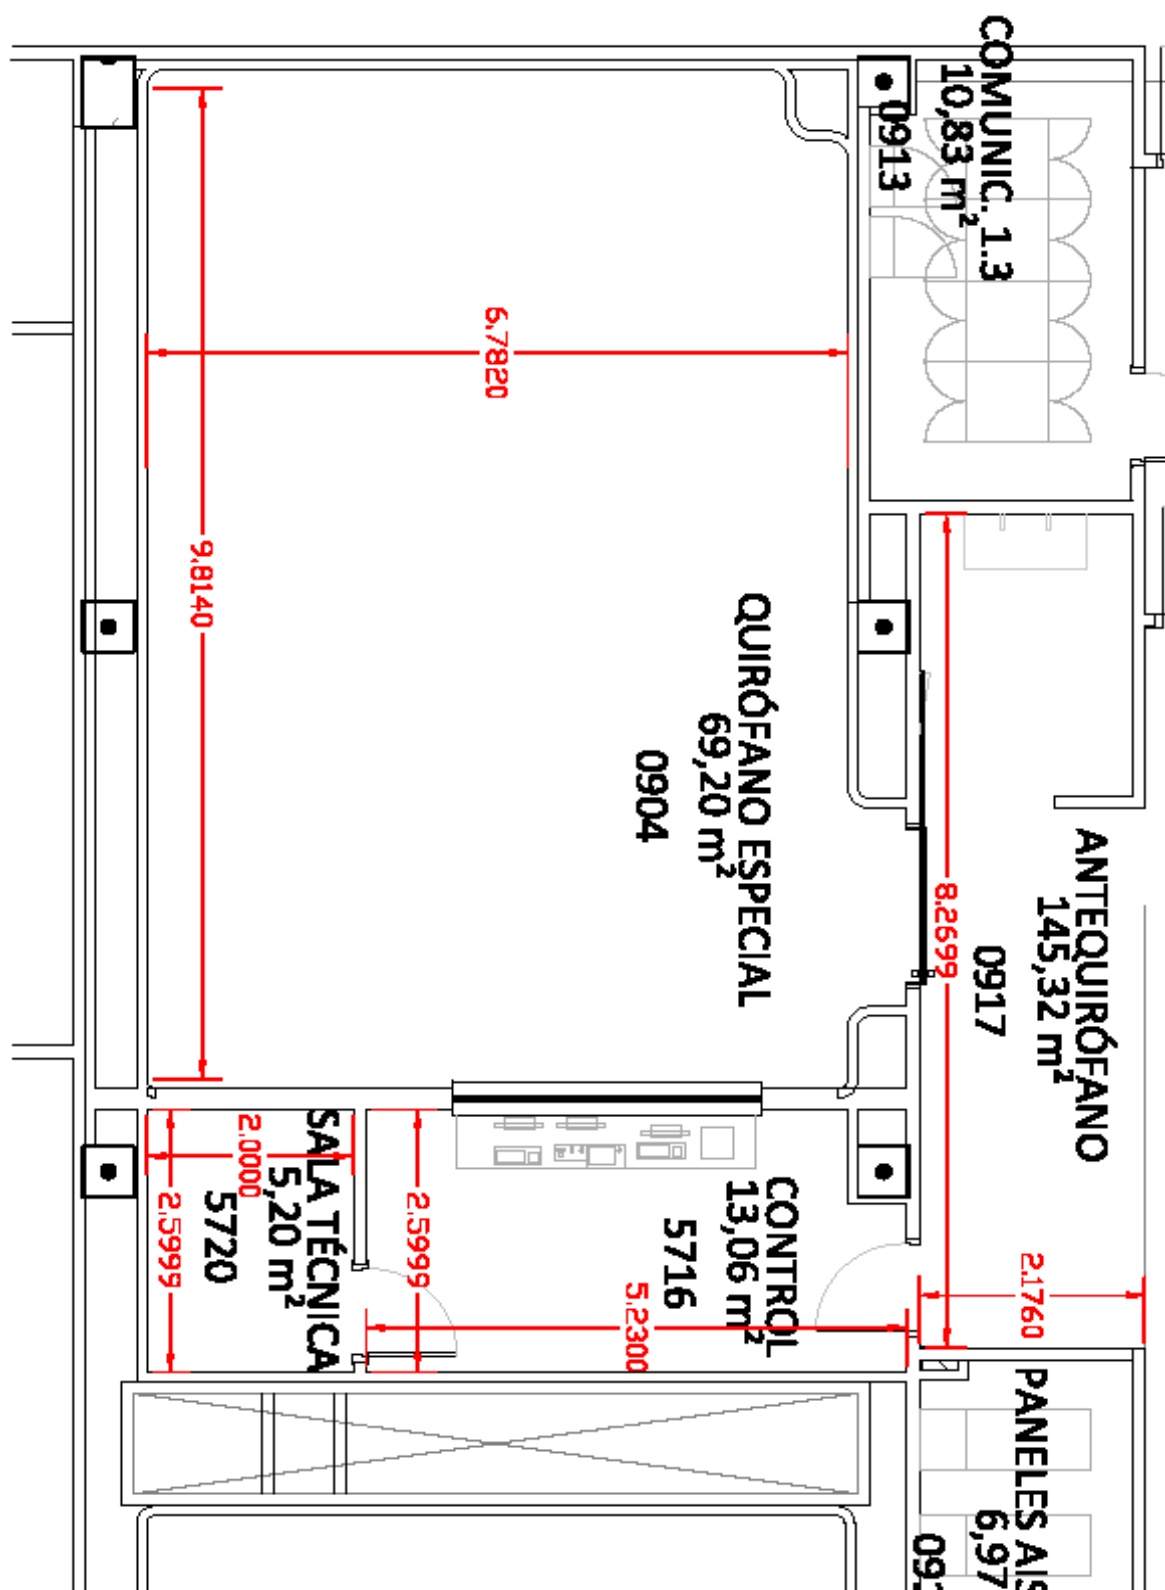 COMUNIC. 1.3
10,83 m²
0913
6.7820
9.8140
QUIRÓFANO ESPECIAL
69,20 m²
0904
8.2699
ANTEQUIRÓFANO
145,32 m²
0917
SALA TÉCNICA
5,20 m²
5720
2.0000
2.5999
2.5999
CONTROL
13,06 m²
5716
5.2300
2.1760
PANELES AIS
6,97
09